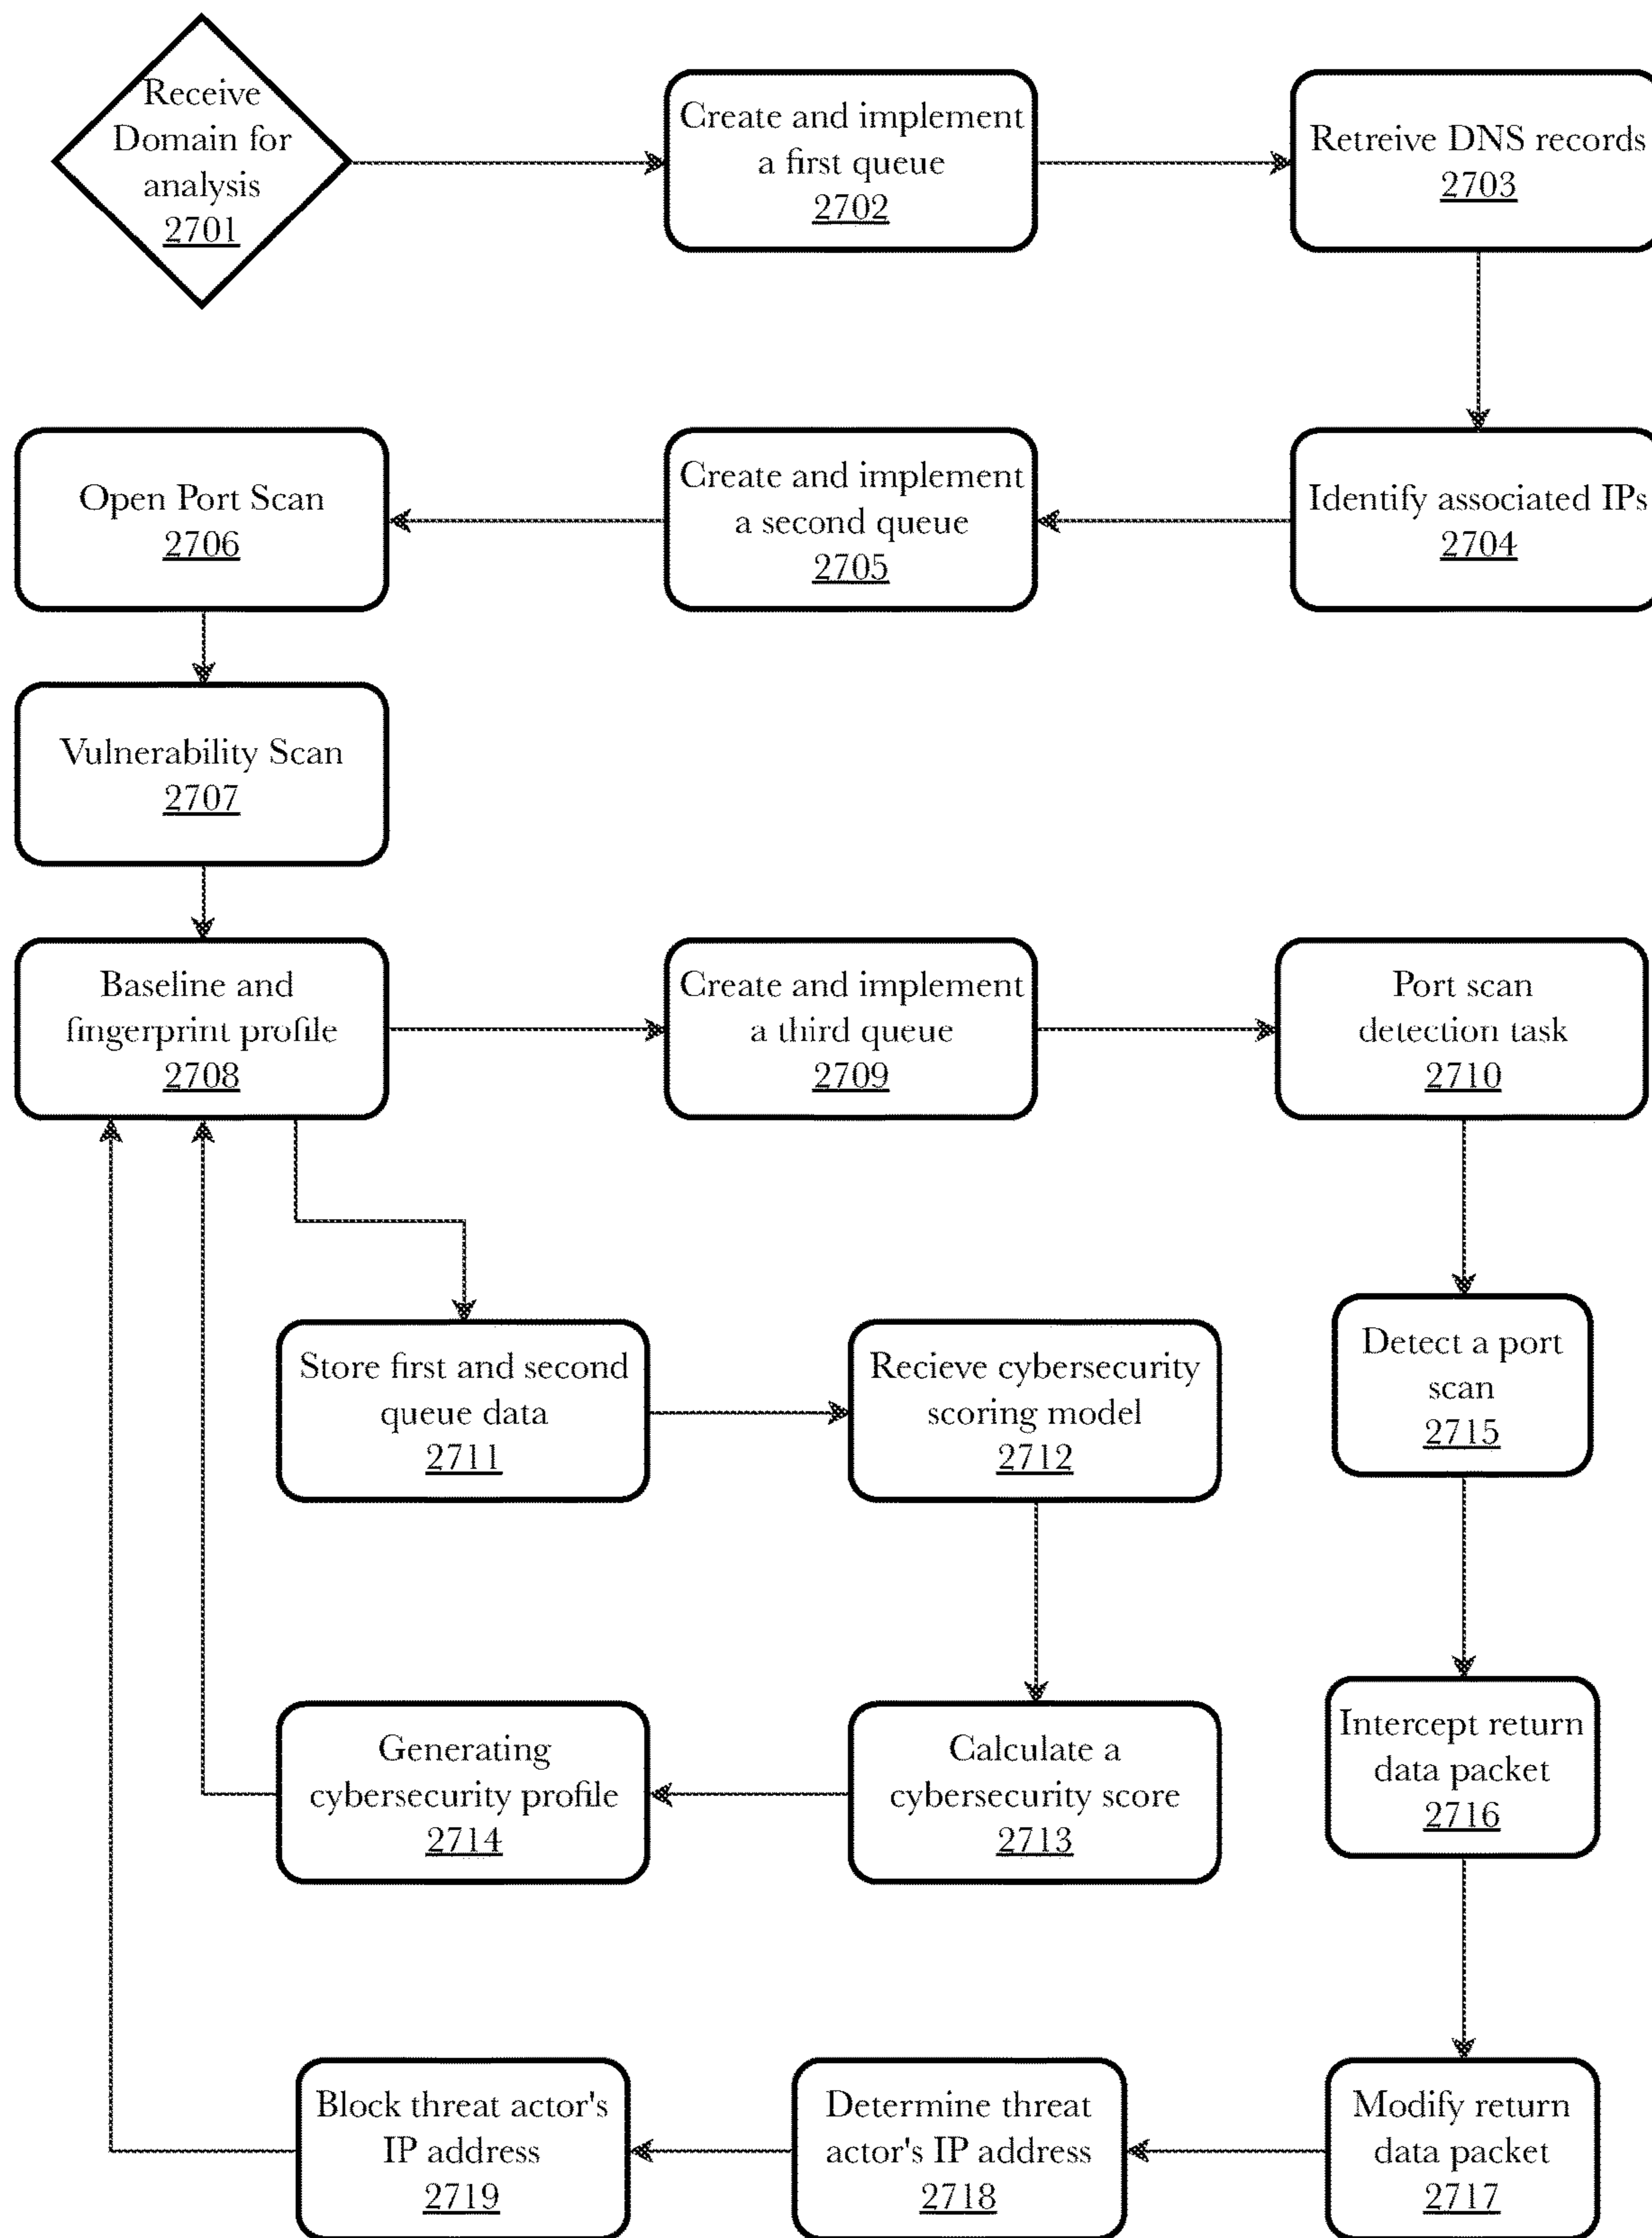 Receive
Domain for
analysis
2701
Create and implement
a first queue
2702
Retreive DNS records
2703
Open Port Scan
2706
Create and implement
a second queue
2705
Identify associated IPs
2704
Vulnerability Scan
2707
Baseline and
fingerprint profile
2708
Create and implement
a third queue
2709
Port scan
detection task
2710
Store first and second
queue data
2711
Recieve cybersecurity
scoring model
2712
Detect a port
scan
2715
Generating
cybersecurity profile
2714
Calculate a
cybersecurity score
2713
Intercept return
data packet
2716
Block threat actor's
IP address
2719
Determine threat
actor's IP address
2718
Modify return
data packet
2717